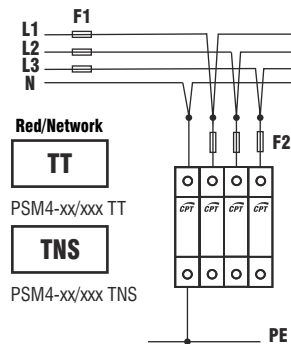 F1
L1
L2
L3
N
Red/Network
TT
PSM4-xx/xxx TT
TNS
PSM4-xx/xxx TNS
F2
CPT CPT CPT CPT
PE